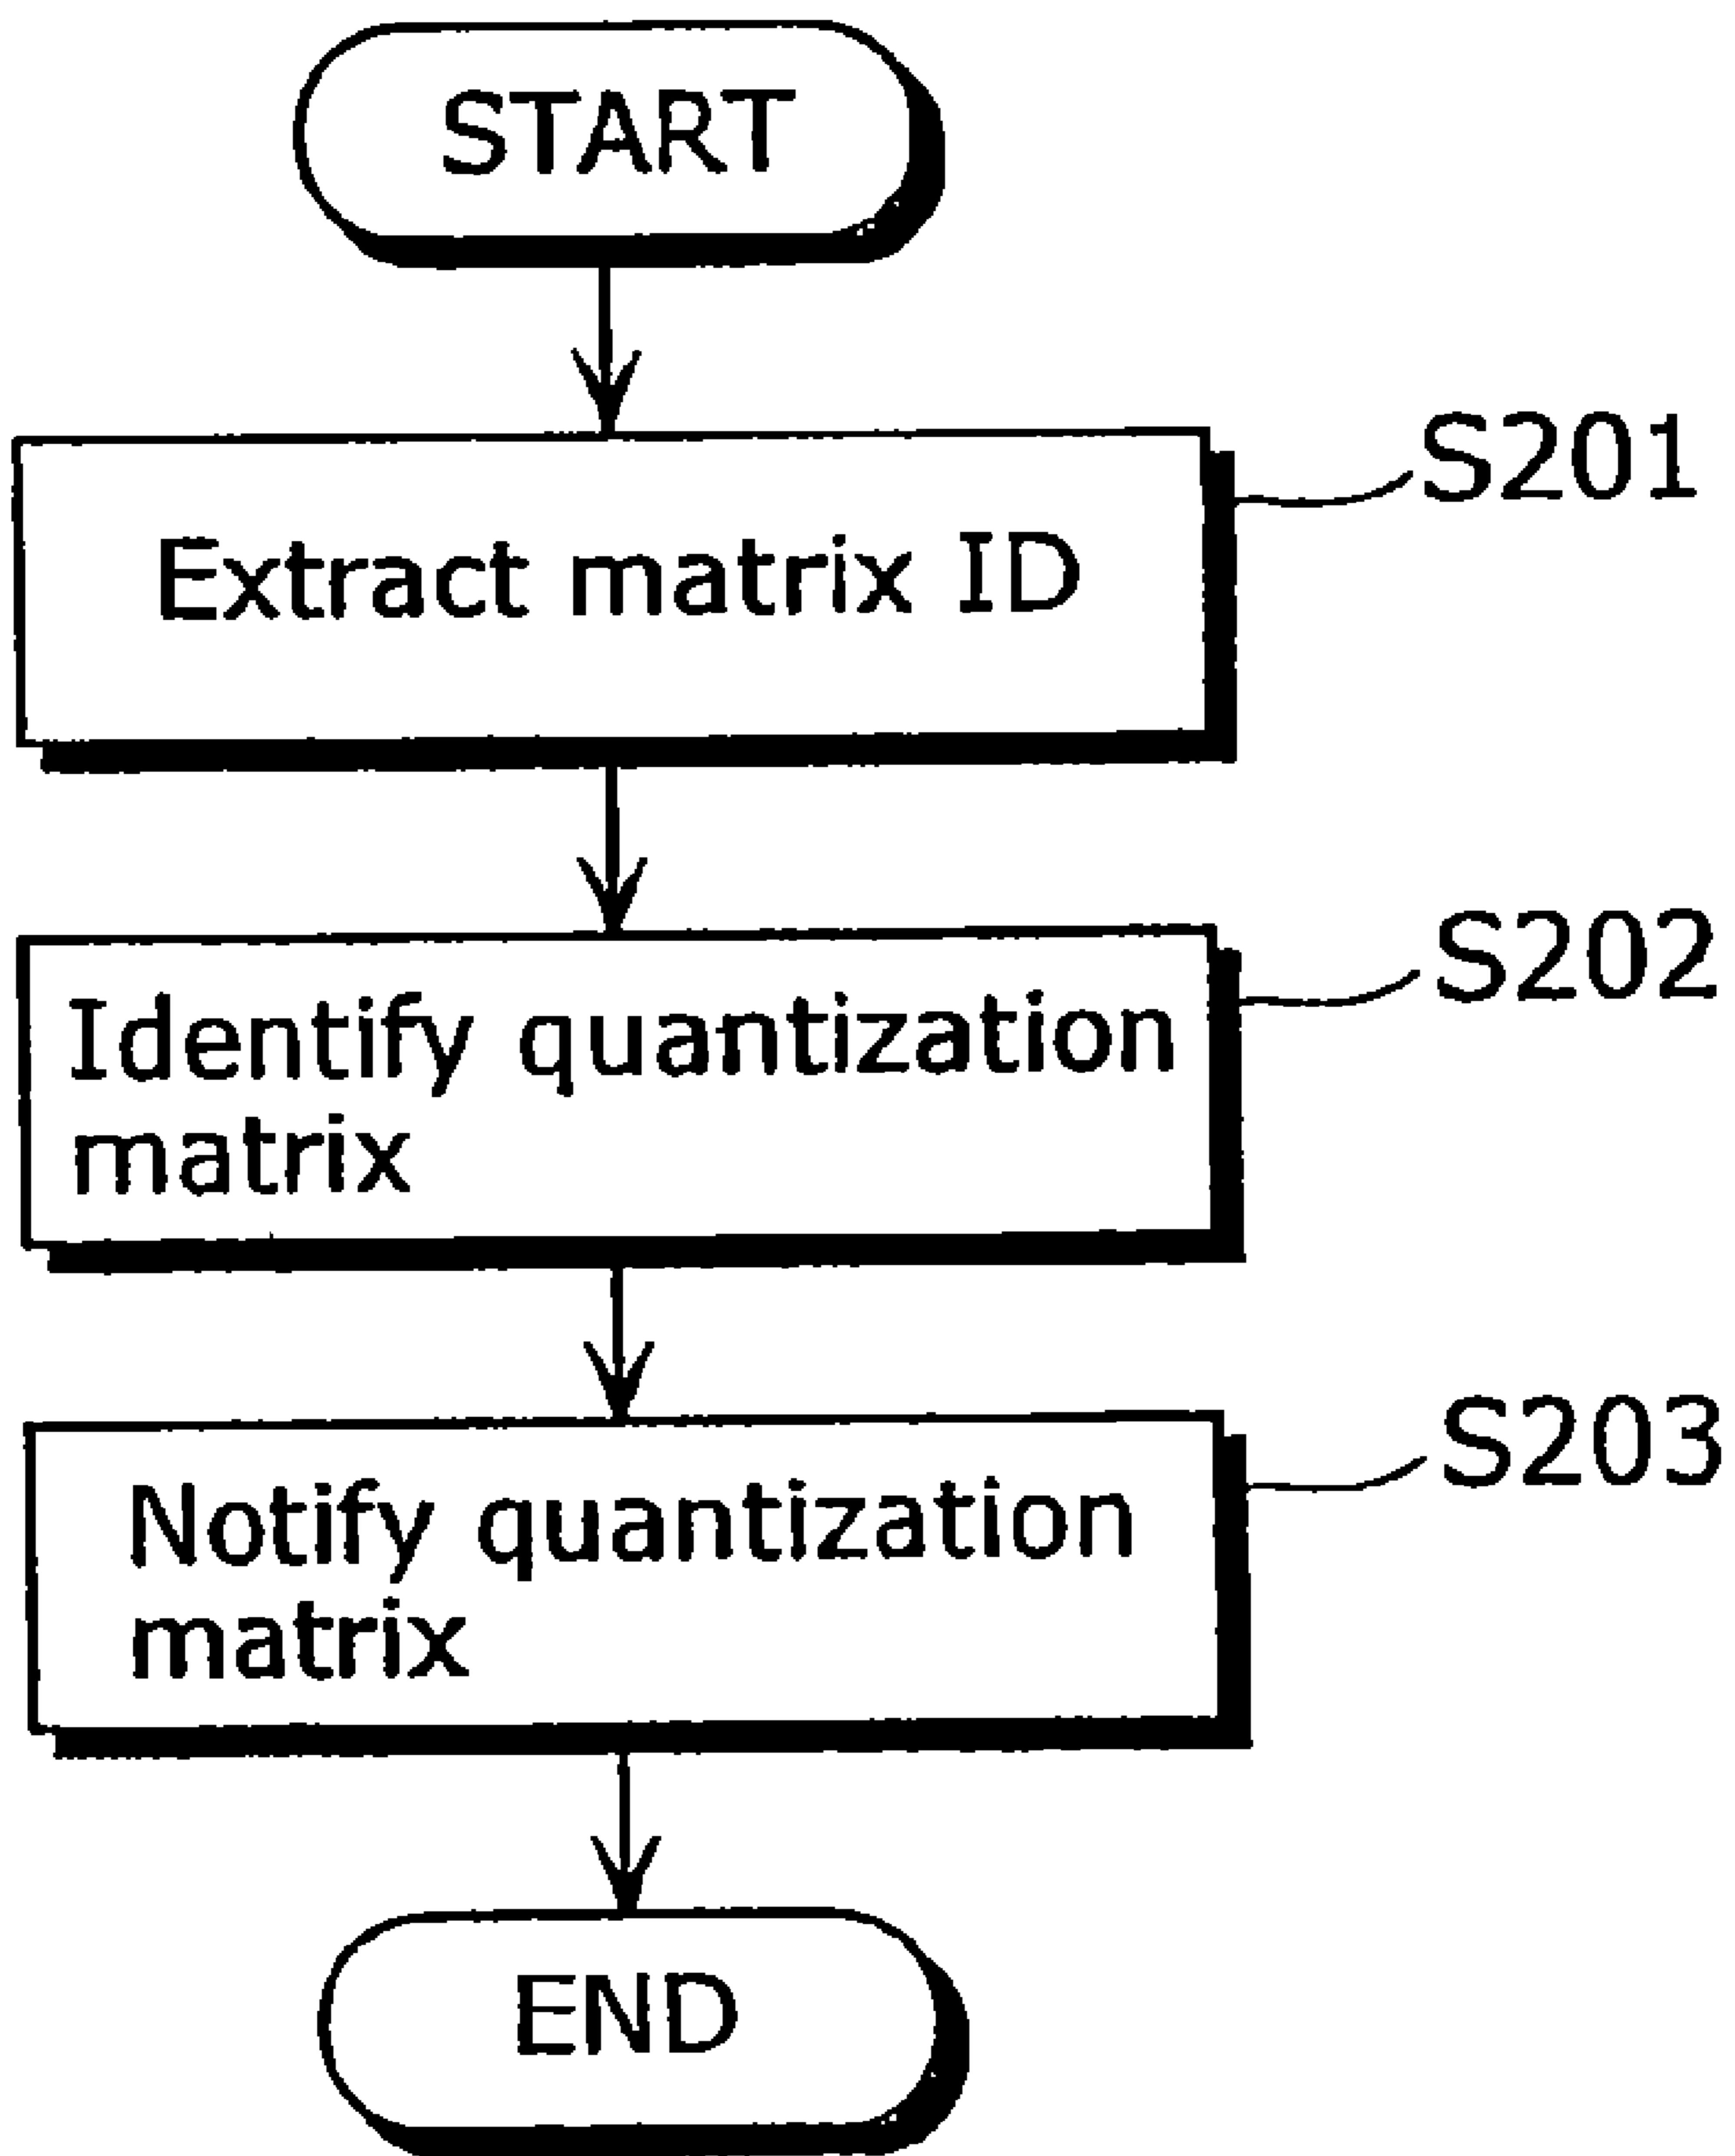 START
S201
Extract matrix ID
S202
Identify quantization
matrix
S203
Notify quantization
matrix
END